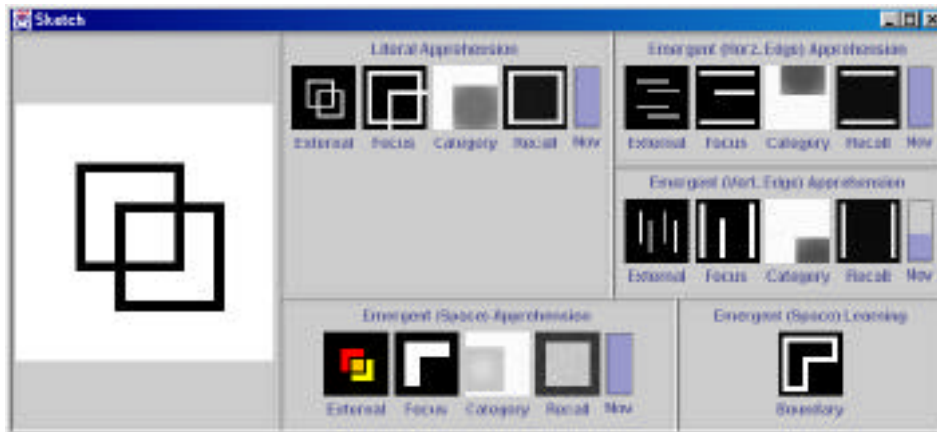 Sketch
Literal Apprehension
External Focus Category Recall Nov
Emergent (Horz. Edge) Apprehension
External Focus Category Recall Nov
Emergent (Vert. Edge) Apprehension
External Focus Category Recall Nov
Emergent (Space) Apprehension
External Focus Category Recall Nov
Emergent (Space) Learning
Boundary